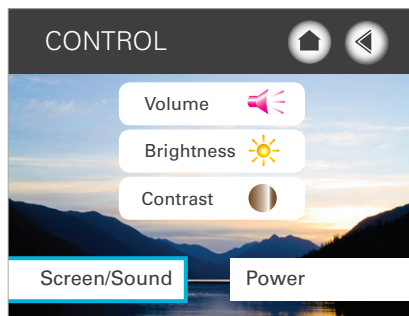 CONTROL
Volume
Brightness
Contrast
Screen/Sound
Power